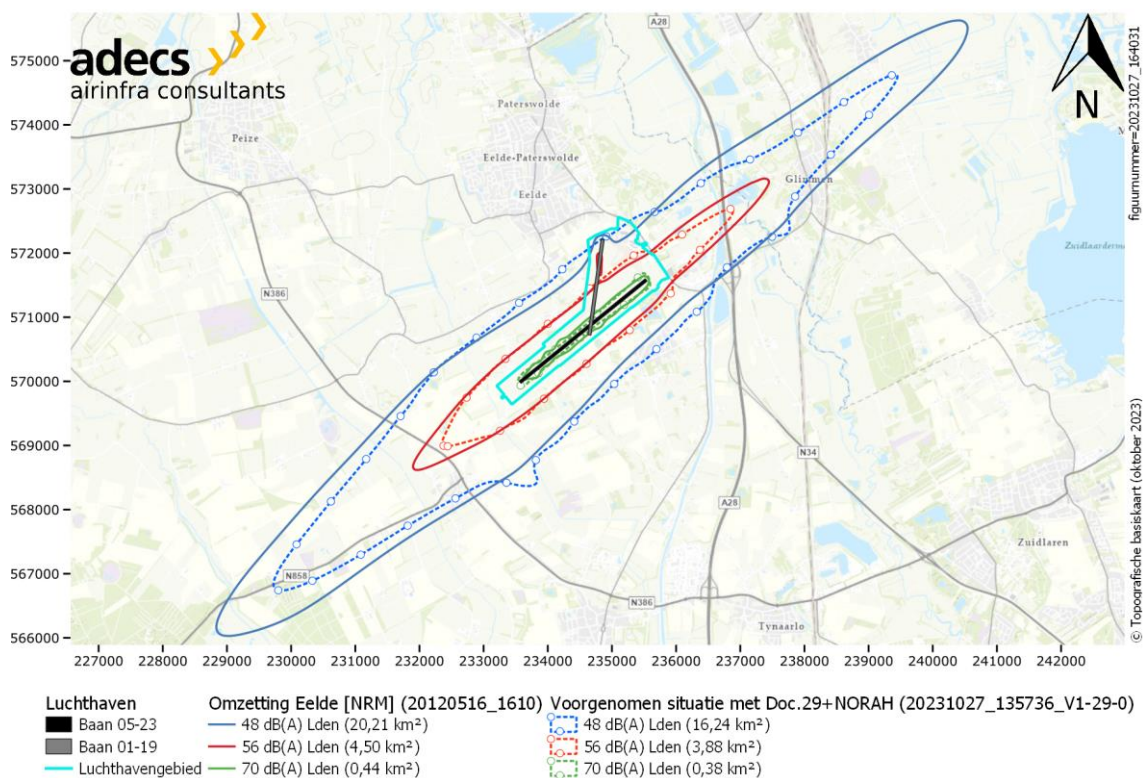 adecs
airinfra consultants
A28
N
figuurnummer=20231027_164031
Paterswolde
Peize
Eelde-Paterswolde
Eelde
Glimmen
Zuidlaarderme
N386
N34
A28
N858
N386
Tynaarlo
Zuidlaren
© Topografische basiskaart (oktober 2023)
575000
574000
573000
572000
571000
570000
569000
568000
567000
566000
227000 228000 229000 230000 231000 232000 233000 234000 235000 236000 237000 238000 239000 240000 241000 242000
Luchthaven
Baan 05-23
Baan 01-19
Luchthavengebied
Omzetting Eelde [NRM] (20120516_1610)
48 dB(A) Lden (20,21 km²)
56 dB(A) Lden (4,50 km²)
70 dB(A) Lden (0,44 km²)
Voorgenomen situatie met Doc.29+NORAH (20231027_135736_V1-29-0)
48 dB(A) Lden (16,24 km²)
56 dB(A) Lden (3,88 km²)
70 dB(A) Lden (0,38 km²)